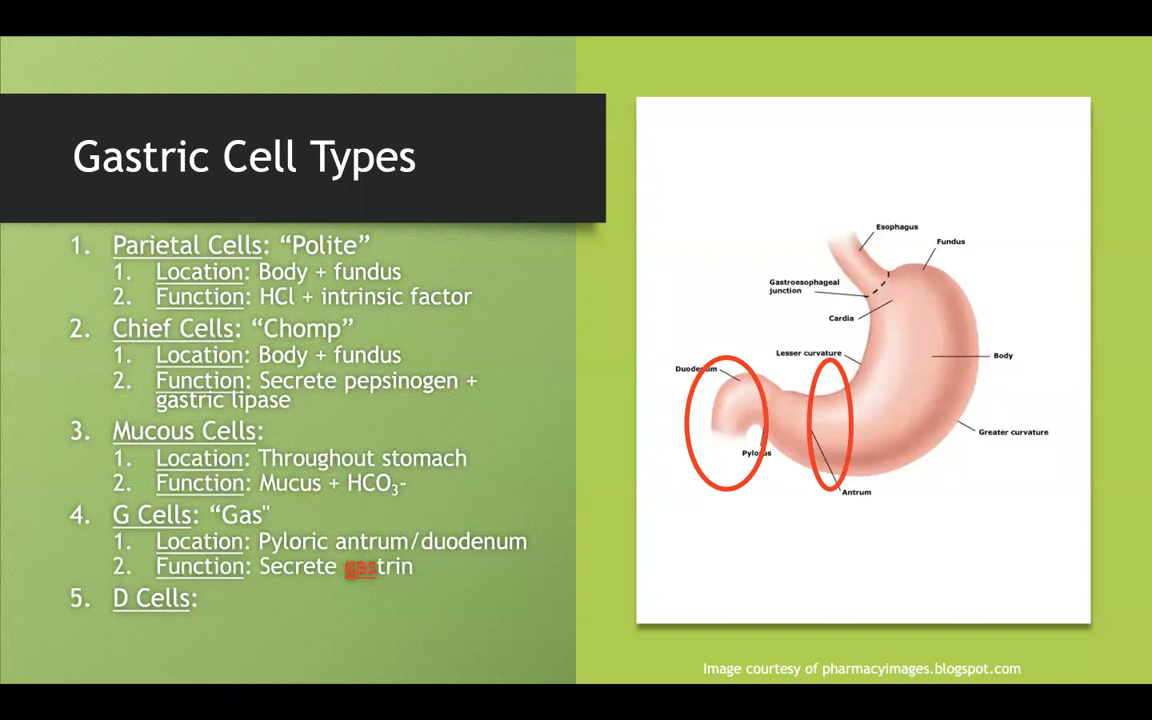 Gastric Cell Types
1. Parietal Cells: “Polite”
1. Location: Body + fundus
2. Function: HCl + intrinsic factor
2. Chief Cells: “Chomp”
1. Location: Body + fundus
2. Function: Secrete pepsinogen +
gastric lipase
3. Mucous Cells:
1. Location: Throughout stomach
2. Function: Mucus + HCO3-
4. G Cells: “Gas"
1. Location: Pyloric antrum/duodenum
2. Function: Secrete gastrin
5. D Cells:
Esophagus
Fundus
Gastroesophageal
junction
Cardia
Lesser curvature
Body
Duodenum
Greater curvature
Pylorus
Antrum
Image courtesy of pharmacyimages.blogspot.com